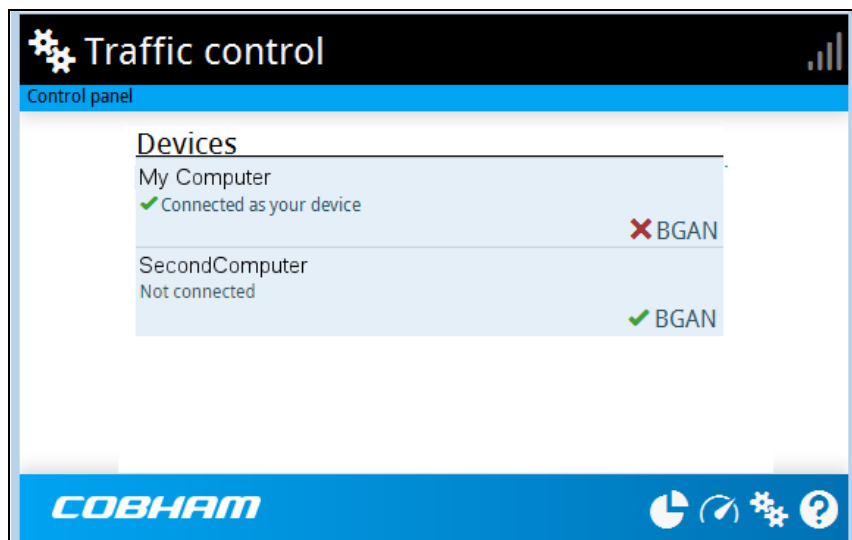 Traffic control
Control panel
Devices
My Computer
Connected as your device
BGAN
SecondComputer
Not connected
BGAN
COBHAM
?